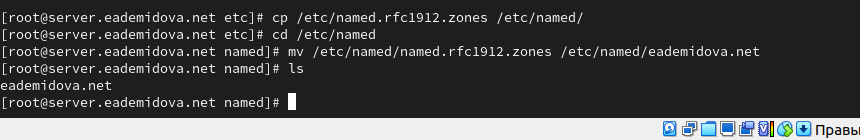 [root@server.eademidova.net etc]# cp /etc/named.rfc1912.zones /etc/named/
[root@server.eademidova.net etc]# cd /etc/named
[root@server.eademidova.net named]# mv /etc/named/named.rfc1912.zones /etc/named/eademidova.net
[root@server.eademidova.net named]# ls
eademidova.net
[root@server.eademidova.net named]#
Правы